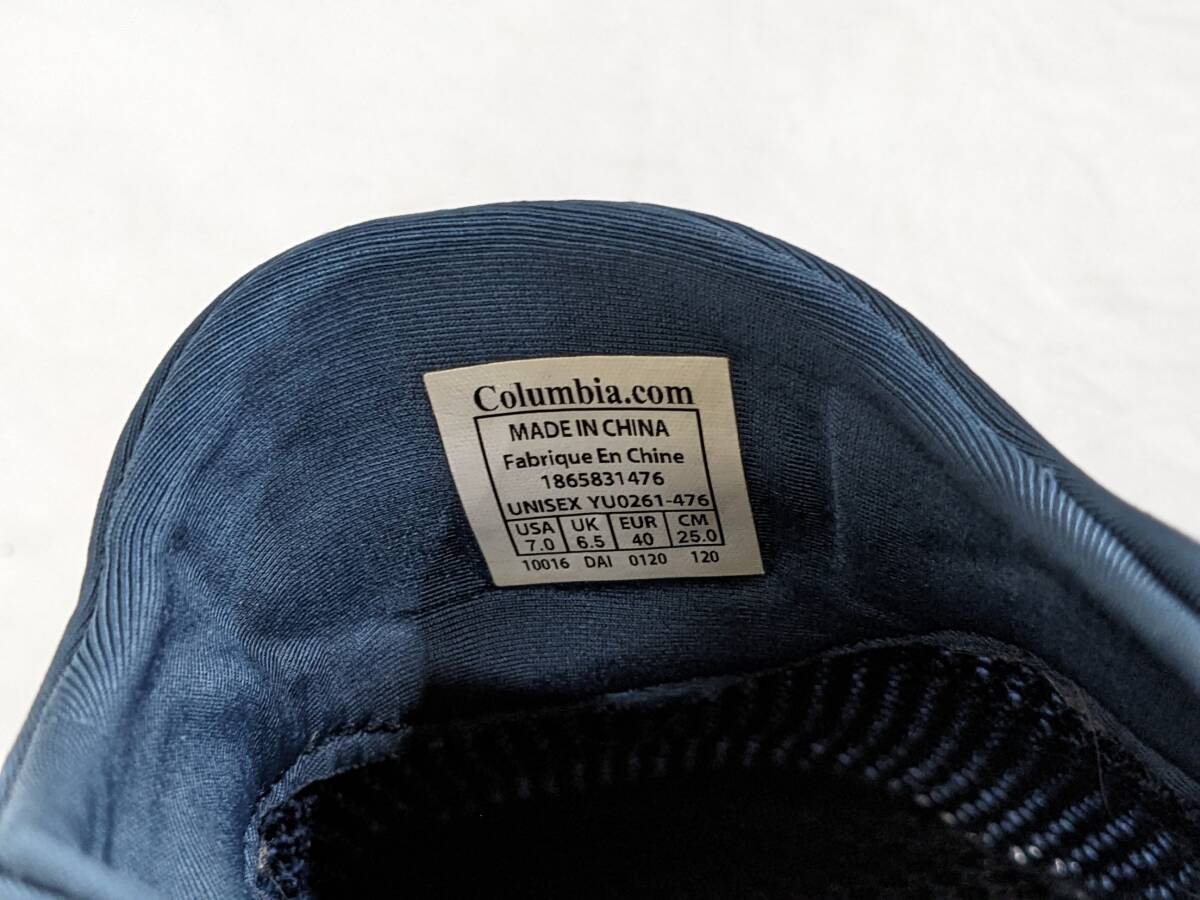 Columbia.com
MADE IN CHINA
Fabrique En Chine
1865831476
UNISEX YU0261-476
USA UK EUR CM
7.0 6.5 40 25.0
10016 DAI 0120 120